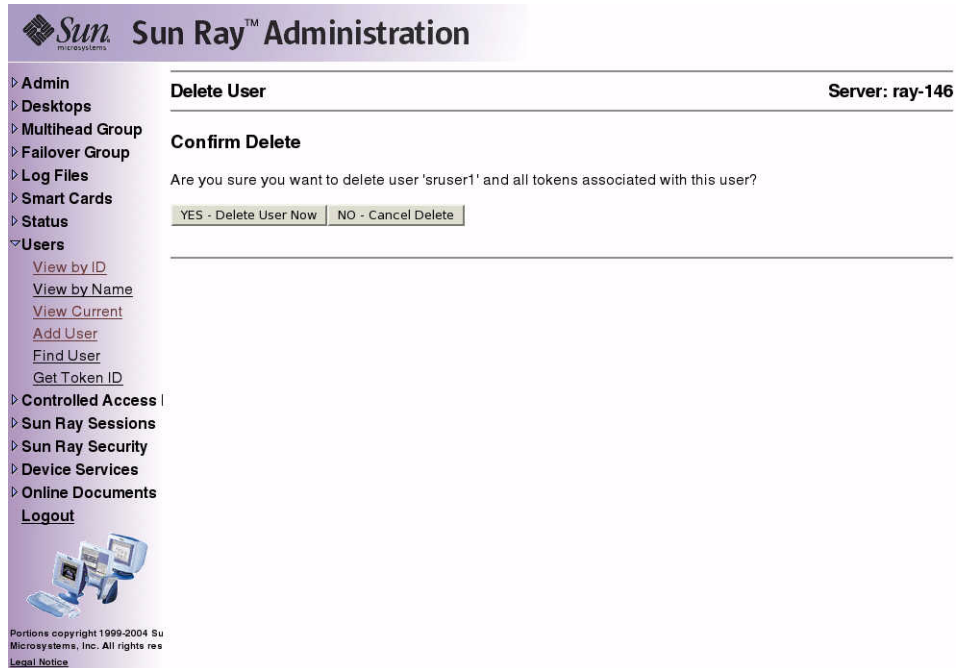 Sun microsystems Sun Ray™ Administration
Admin
Desktops
Multihead Group
Failover Group
Log Files
Smart Cards
Status
Users
View by ID
View by Name
View Current
Add User
Find User
Get Token ID
Controlled Access
Sun Ray Sessions
Sun Ray Security
Device Services
Online Documents
Logout
Portions copyright 1999-2004 Su
Microsystems, Inc. All rights res
Legal Notice
Delete User Server: ray-146
Confirm Delete
Are you sure you want to delete user 'sruser1' and all tokens associated with this user?
YES - Delete User Now NO - Cancel Delete